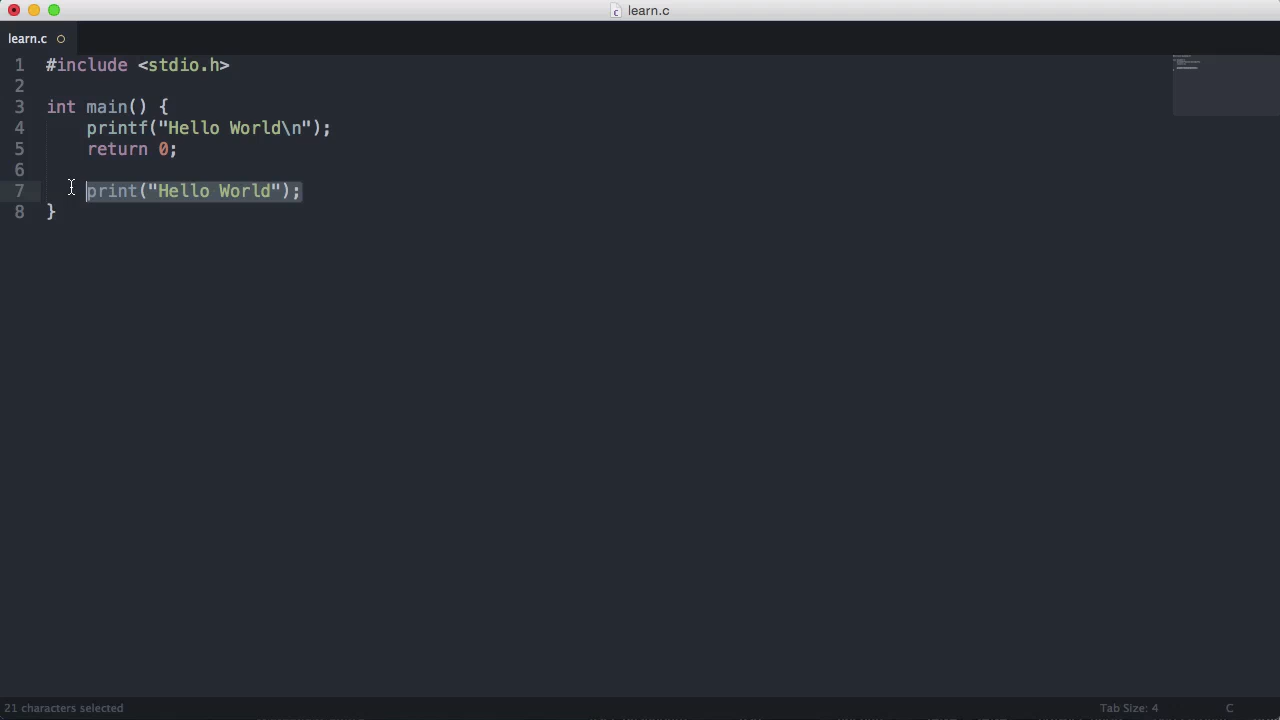 learn.c
learn.c
1 #include <stdio.h>
2
3 int main() {
4 printf("Hello World\n");
5 return 0;
6
7 print("Hello World");
8 }
21 characters selected
Tab Size: 4
C